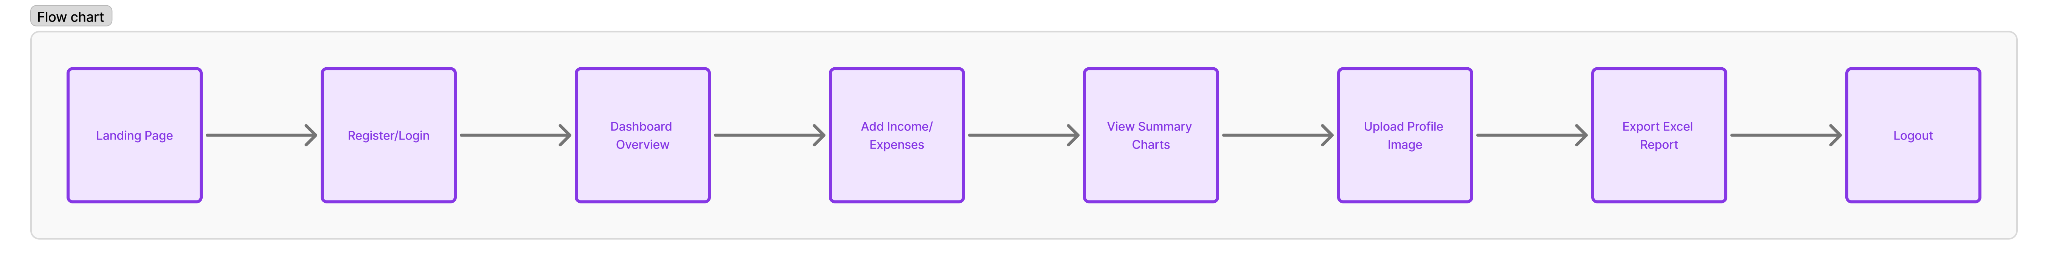 Flow chart
Landing Page
Register/Login
Dashboard
Overview
Add Income/
Expenses
View Summary
Charts
Upload Profile
Image
Export Excel
Report
Logout